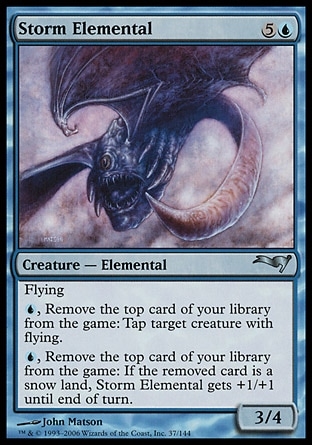 Storm Elemental 5
MATSON
Creature — Elemental
Flying
, Remove the top card of your library
from the game: Tap target creature with
flying.
, Remove the top card of your library
from the game: If the removed card is a
snow land, Storm Elemental gets +1/+1
until end of turn.
John Matson
™ & © 1993–2006 Wizards of the Coast, Inc. 37/144
3/4